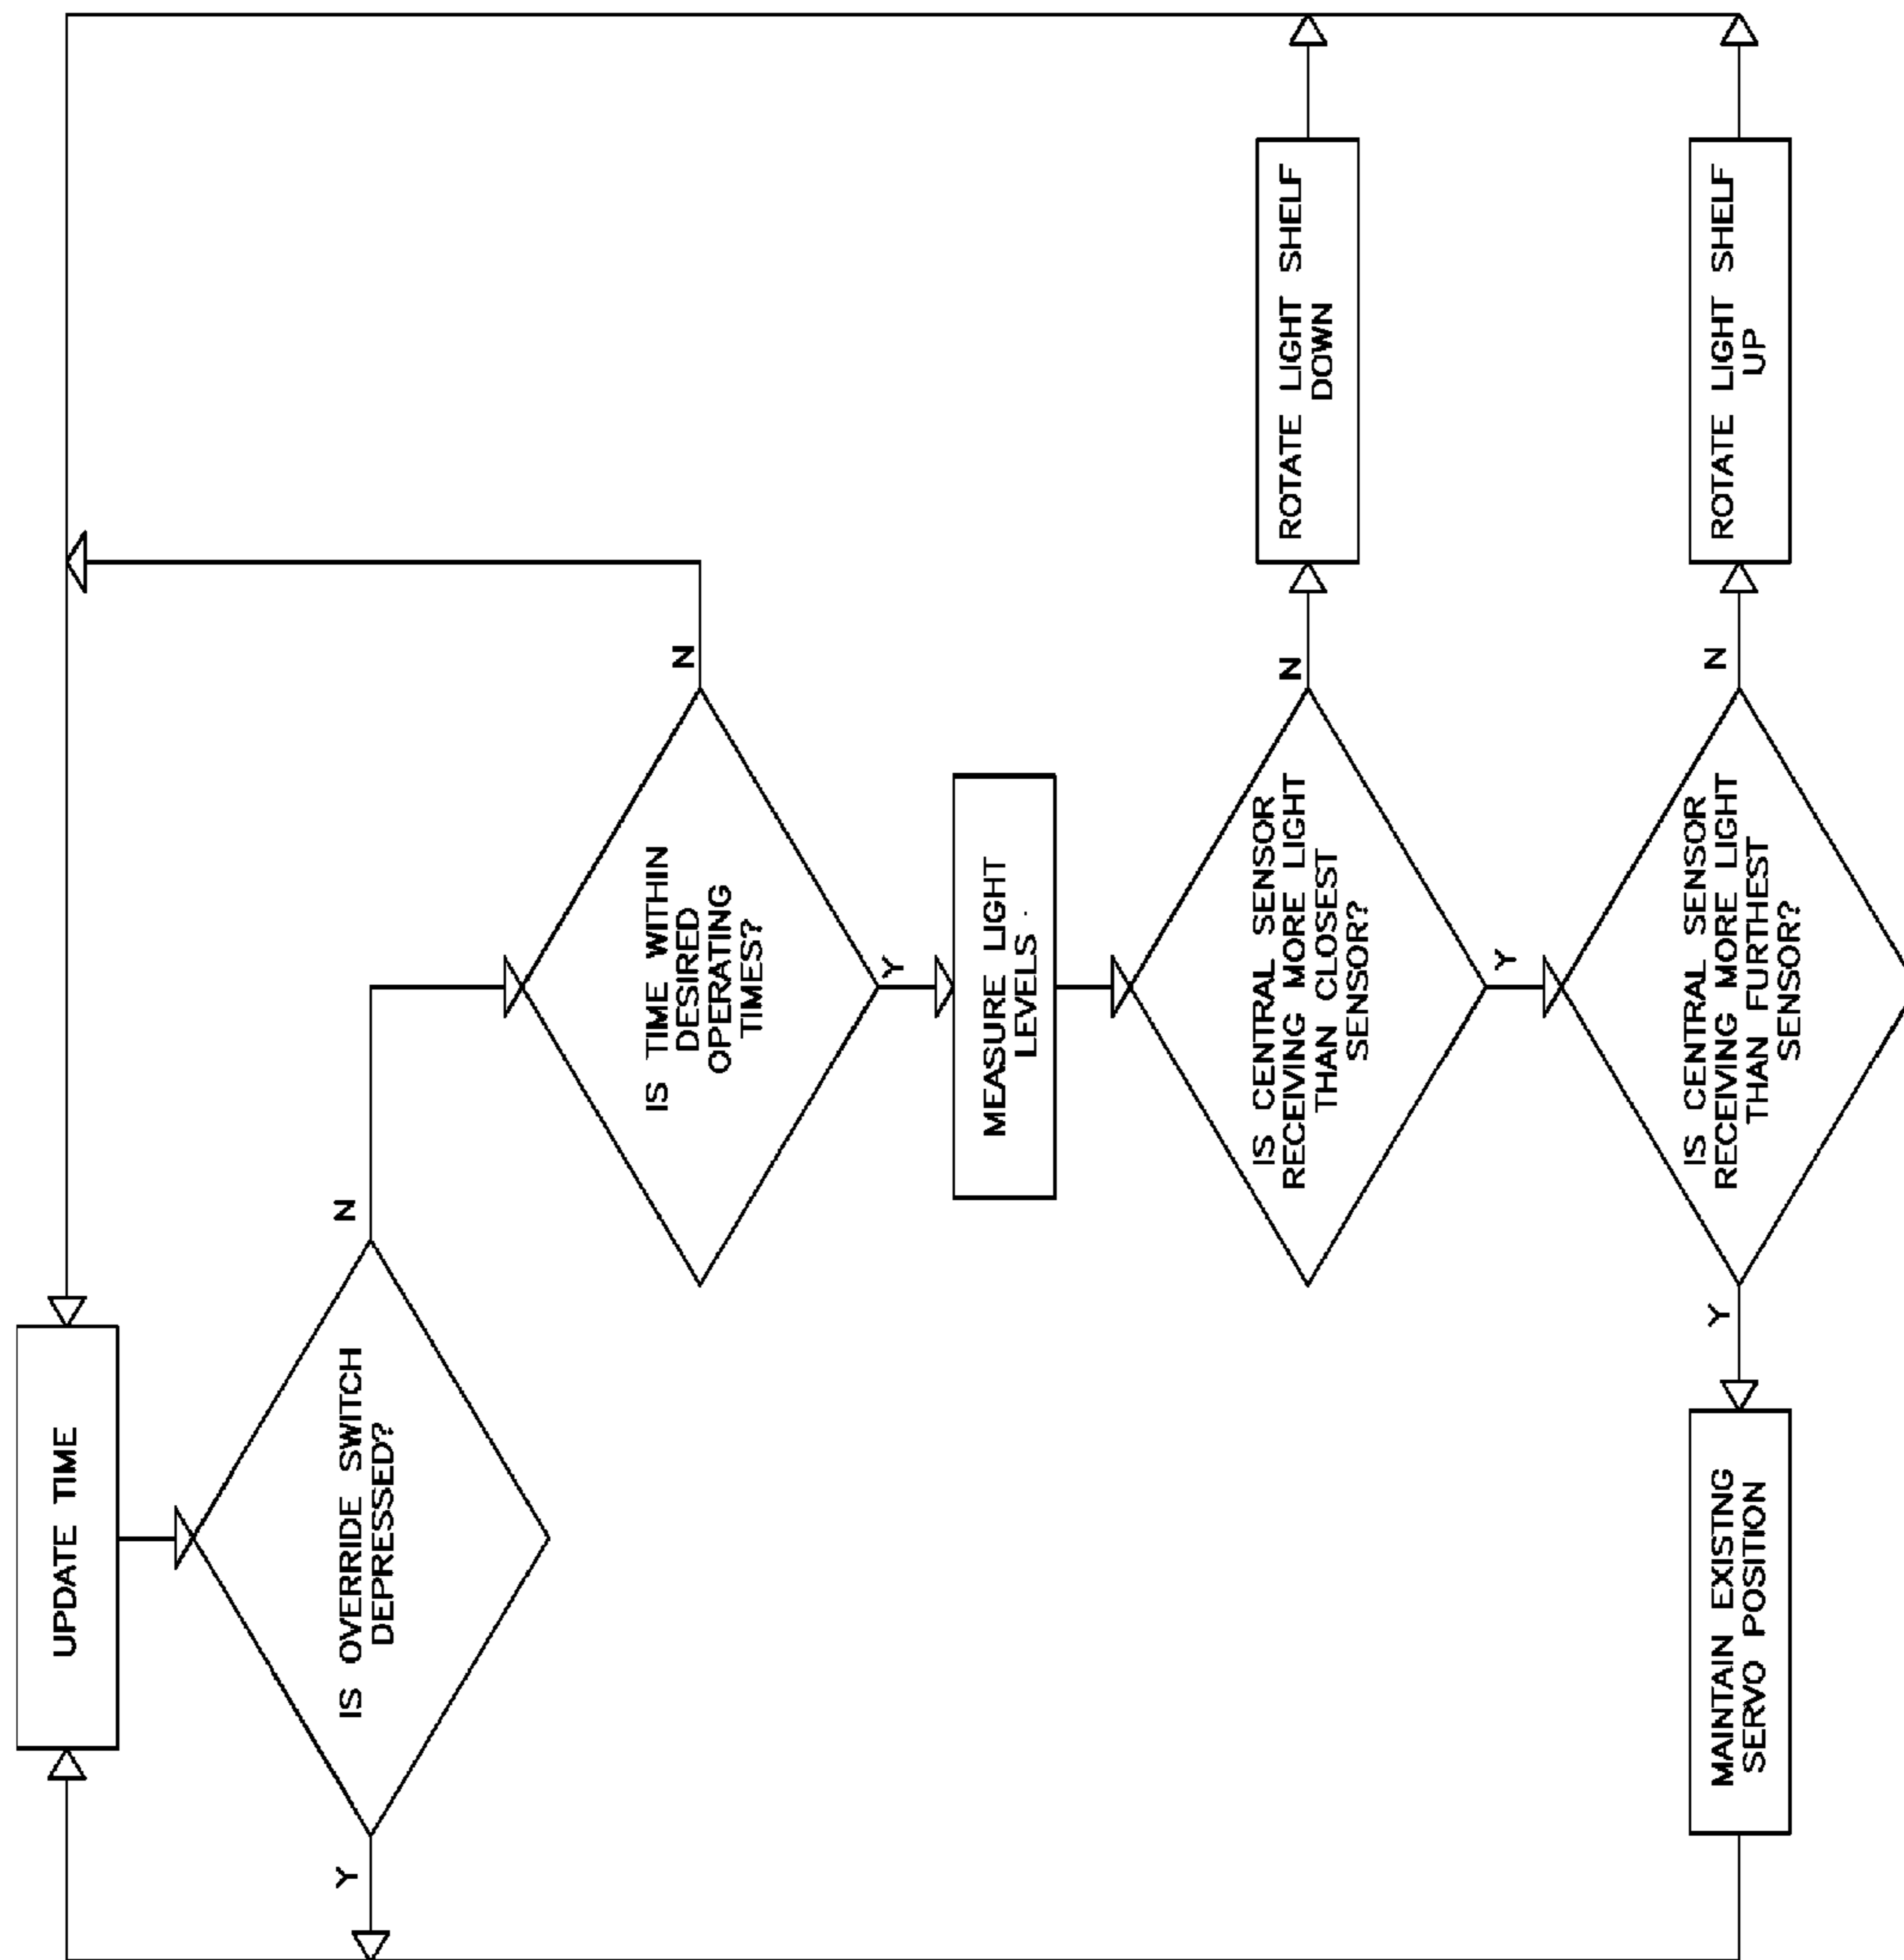 UPDATE TIME
IS OVERRIDE SWITCH
DEPRESSED?
Y
N
IS TIME WITHIN
DESIRED
OPERATING
TIMES?
N
Y
MEASURE LIGHT
LEVELS.
IS CENTRAL SENSOR
RECEIVING MORE LIGHT
THAN CLOSEST
SENSOR?
N
ROTATE LIGHT SHELF
DOWN
Y
IS CENTRAL SENSOR
RECEIVING MORE LIGHT
THAN FURTHEST
SENSOR?
N
ROTATE LIGHT SHELF
UP
Y
MAINTAIN EXISTNG
SERVO POSITION